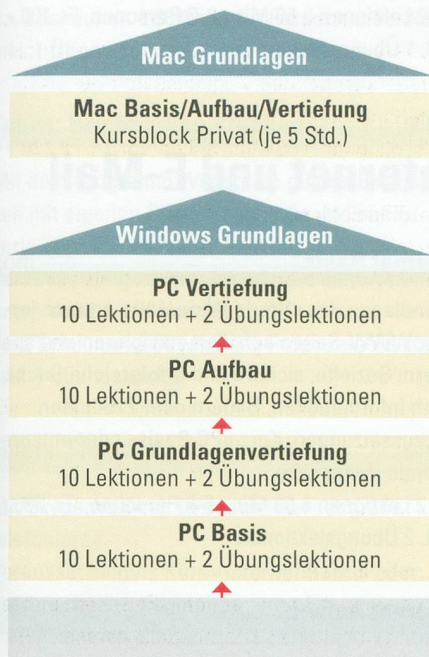 Mac Grundlagen
Mac Basis/Aufbau/Vertiefung
Kursblock Privat (je 5 Std.)
Windows Grundlagen
PC Vertiefung
10 Lektionen + 2 Übungslektionen
PC Aufbau
10 Lektionen + 2 Übungslektionen
PC Grundlagenvertiefung
10 Lektionen + 2 Übungslektionen
PC Basis
10 Lektionen + 2 Übungslektionen